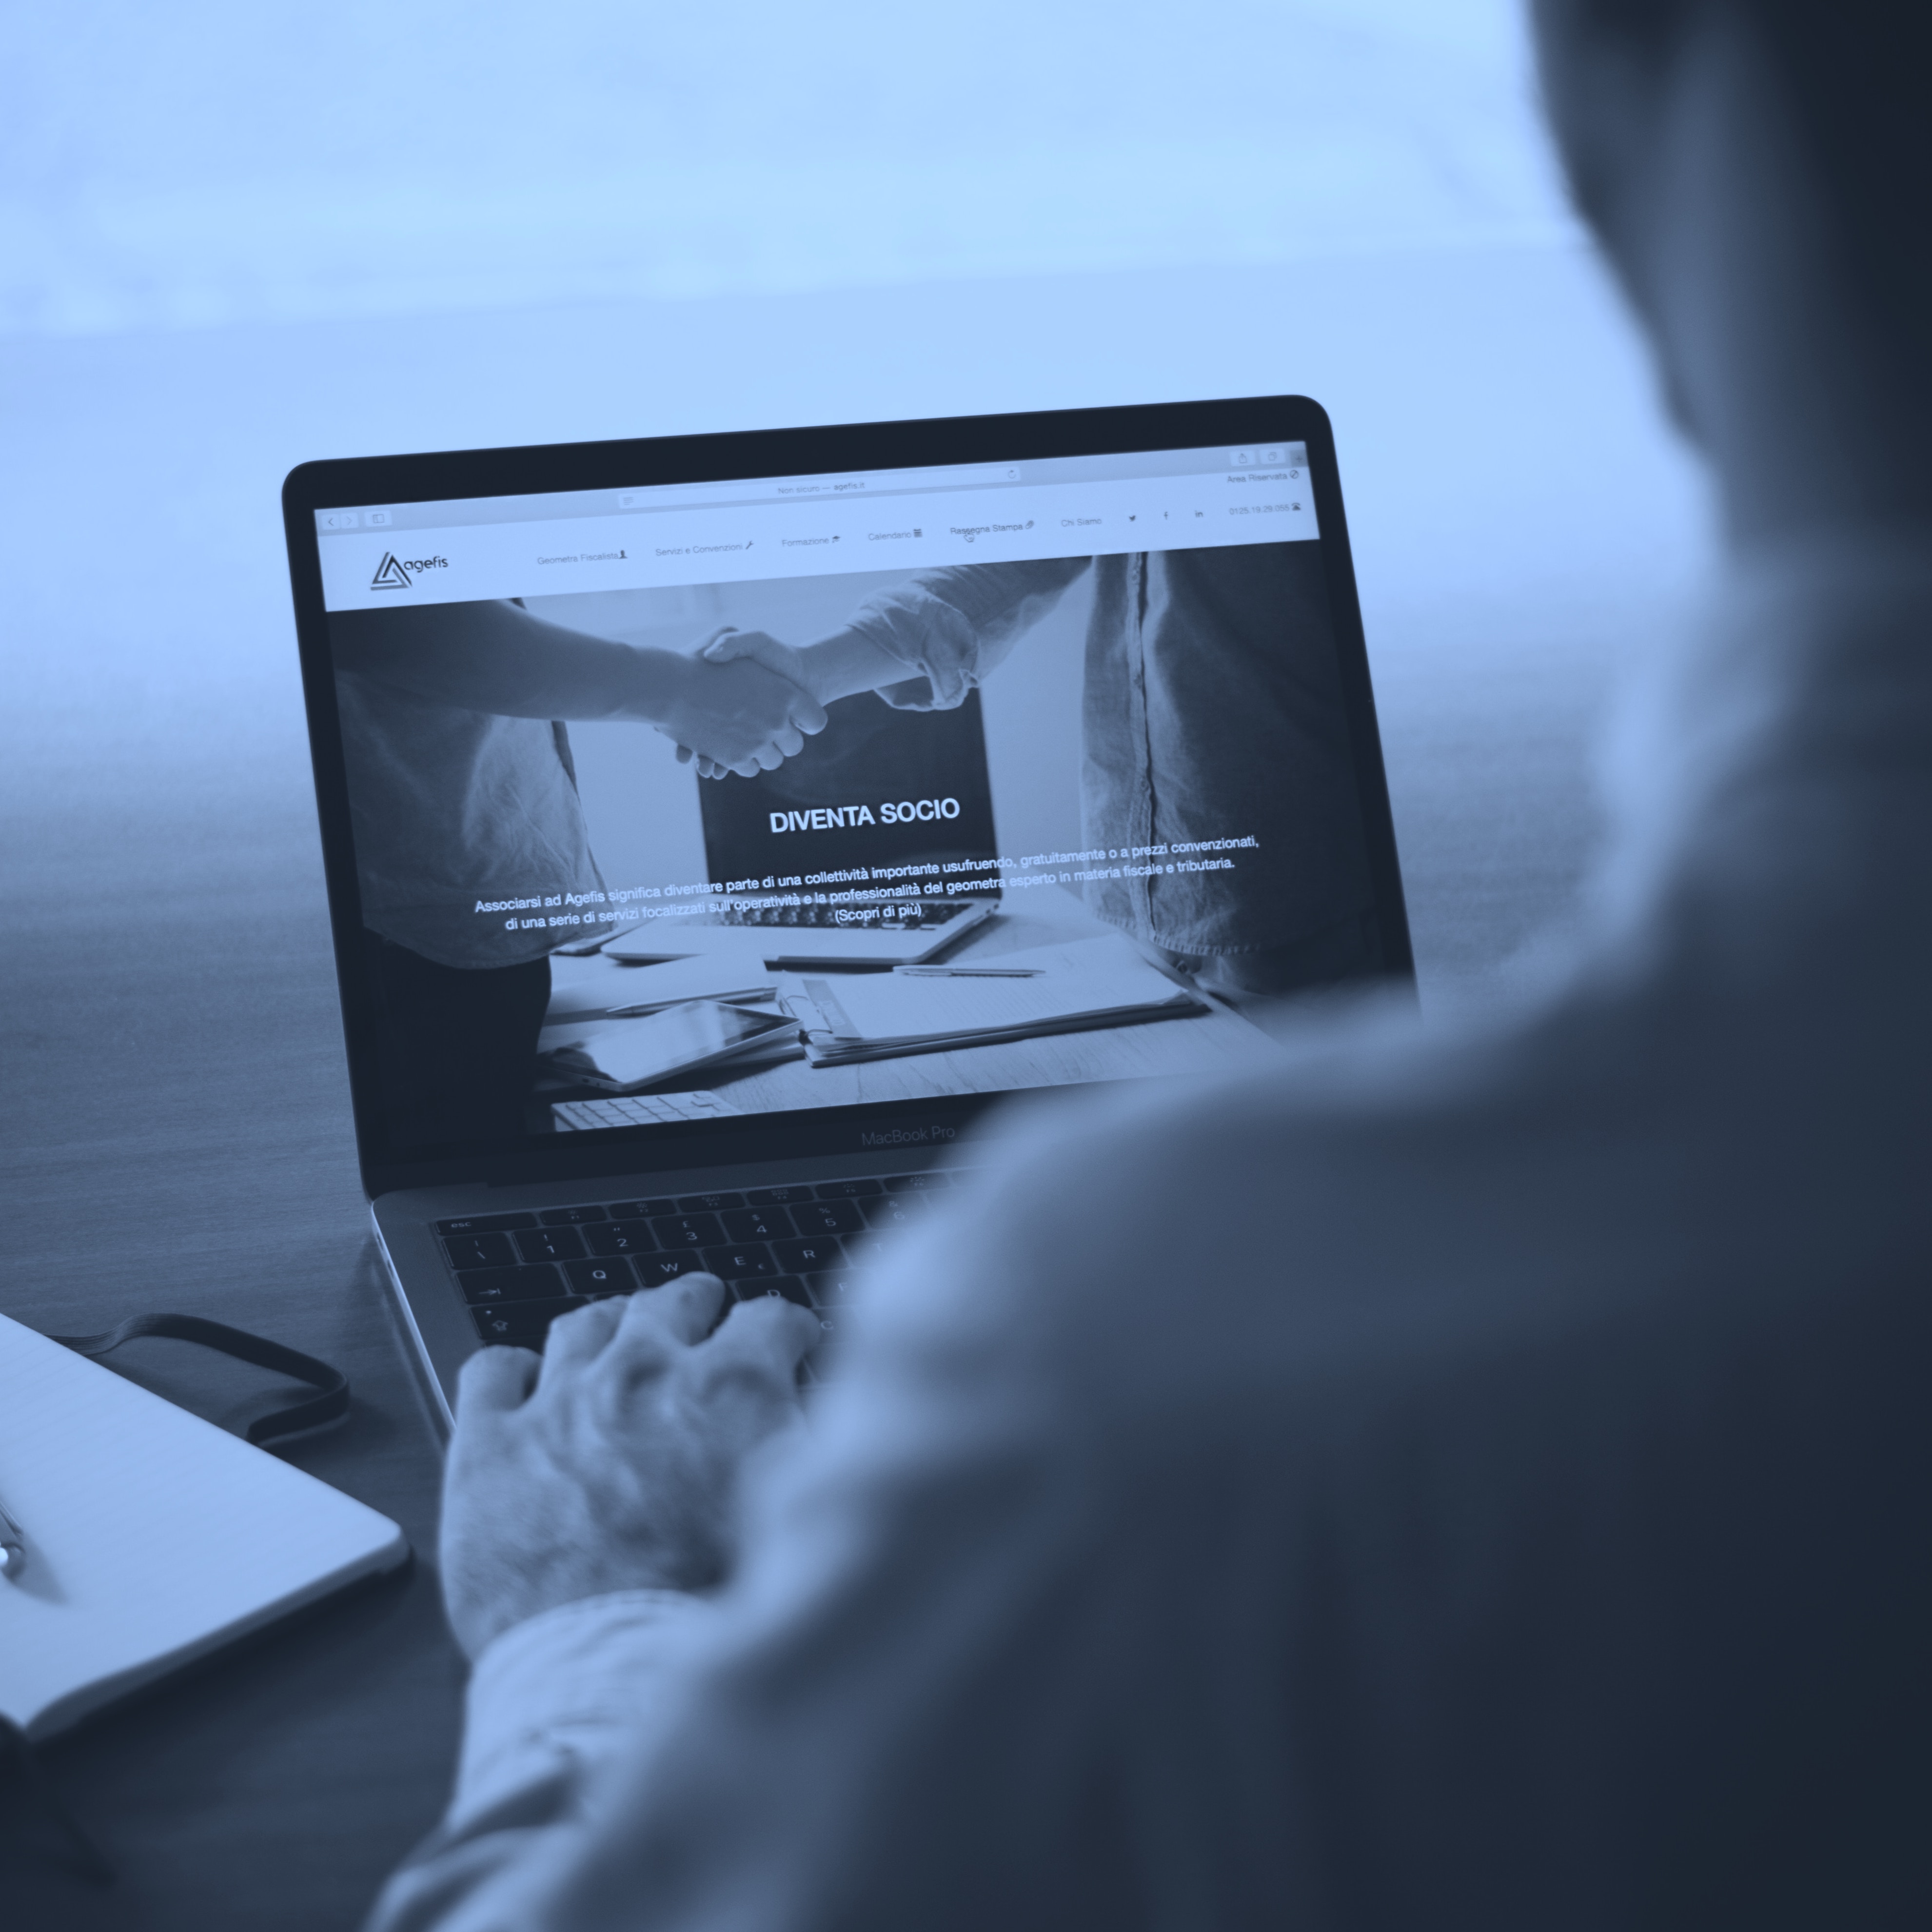 Non sicuro — agefis.it
Area Riservata
agefis
Geometra Fiscalista
Servizi e Convenzioni
Formazione
Calendario
Rassegna Stampa
Chi Siamo
0125.19.29.055
DIVENTA SOCIO
Associarsi ad Agefis significa diventare parte di una collettività importante usufruendo, gratuitamente o a prezzi convenzionati,
di una serie di servizi focalizzati sull'operatività e la professionalità del geometra esperto in materia fiscale e tributaria.
(Scopri di più)
MacBook Pro
esc
! " £ $ %
1 2 3 4 5 6
Q W E € R
D F
C